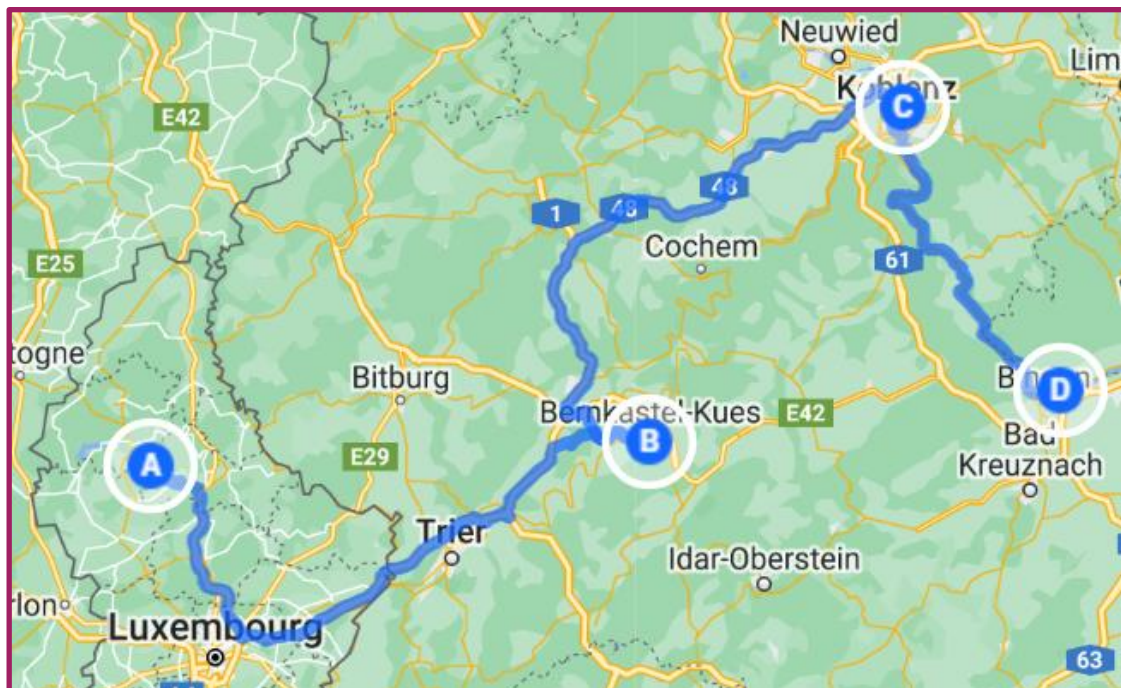 Neuwied
Koblenz
Lim
C
E42
48
48
1
Cochem
E25
61
togne
Bitburg
Bernkastel-Kues
E42
B
D
Bad
Kreuznach
A
E29
Trier
Idar-Oberstein
rlon
Luxembourg
63